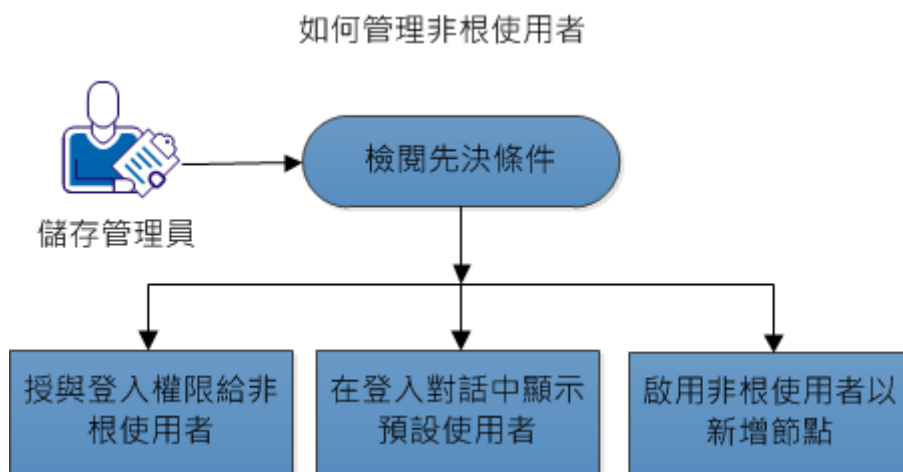 如何管理非根使用者
檢閱先決條件
儲存管理員
授與登入權限給非
根使用者
在登入對話中顯示
預設使用者
啟用非根使用者以
新增節點